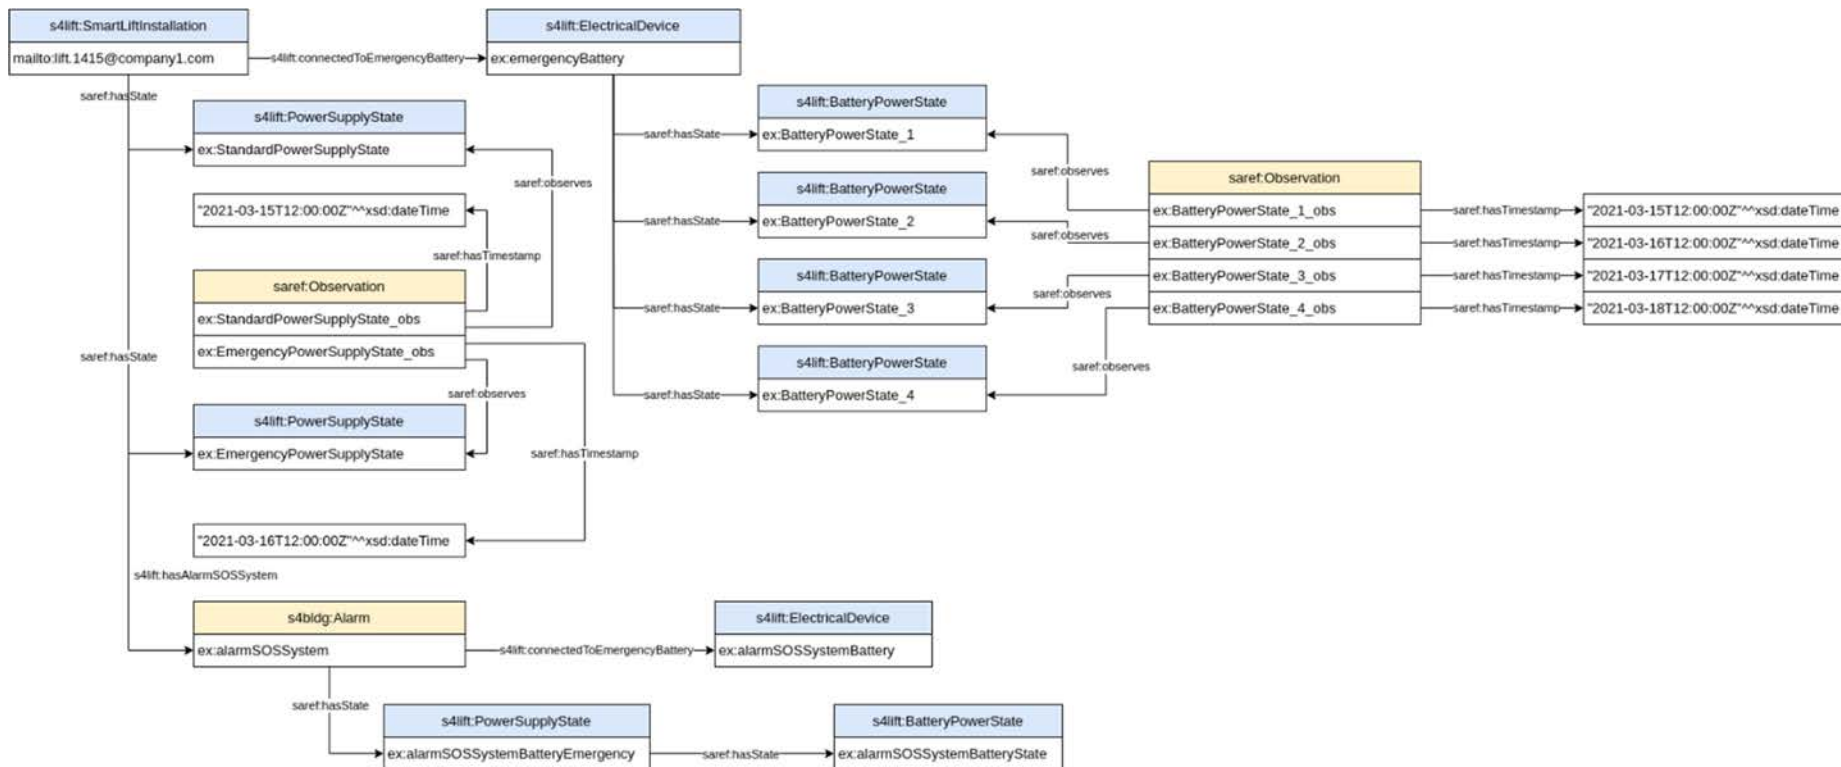 s4lift:SmartLiftInstallation
mailto:lift.1415@company1.com
s4lift:connectedToEmergencyBattery
s4lift:ElectricalDevice
ex:emergencyBattery
saref:hasState
s4lift:PowerSupplyState
ex:StandardPowerSupplyState
saref:observes
"2021-03-15T12:00:00Z"^^xsd:dateTime
saref:hasTimestamp
saref:Observation
ex:StandardPowerSupplyState_obs
ex:EmergencyPowerSupplyState_obs
saref:hasState
saref:observes
s4lift:PowerSupplyState
ex:EmergencyPowerSupplyState
saref:hasTimestamp
"2021-03-16T12:00:00Z"^^xsd:dateTime
s4lift:BatteryPowerState
saref:hasState
ex:BatteryPowerState_1
saref:observes
s4lift:BatteryPowerState
saref:hasState
ex:BatteryPowerState_2
saref:observes
s4lift:BatteryPowerState
saref:hasState
ex:BatteryPowerState_3
saref:observes
s4lift:BatteryPowerState
saref:hasState
ex:BatteryPowerState_4
saref:observes
saref:Observation
ex:BatteryPowerState_1_obs
saref:hasTimestamp
"2021-03-15T12:00:00Z"^^xsd:dateTime
ex:BatteryPowerState_2_obs
saref:hasTimestamp
"2021-03-16T12:00:00Z"^^xsd:dateTime
ex:BatteryPowerState_3_obs
saref:hasTimestamp
"2021-03-17T12:00:00Z"^^xsd:dateTime
ex:BatteryPowerState_4_obs
saref:hasTimestamp
"2021-03-18T12:00:00Z"^^xsd:dateTime
s4lift:hasAlarmSOSSystem
s4bldg:Alarm
ex:alarmSOSSystem
s4lift:connectedToEmergencyBattery
s4lift:ElectricalDevice
ex:alarmSOSSystemBattery
saref:hasState
s4lift:PowerSupplyState
ex:alarmSOSSystemBatteryEmergency
saref:hasState
s4lift:BatteryPowerState
ex:alarmSOSSystemBatteryState